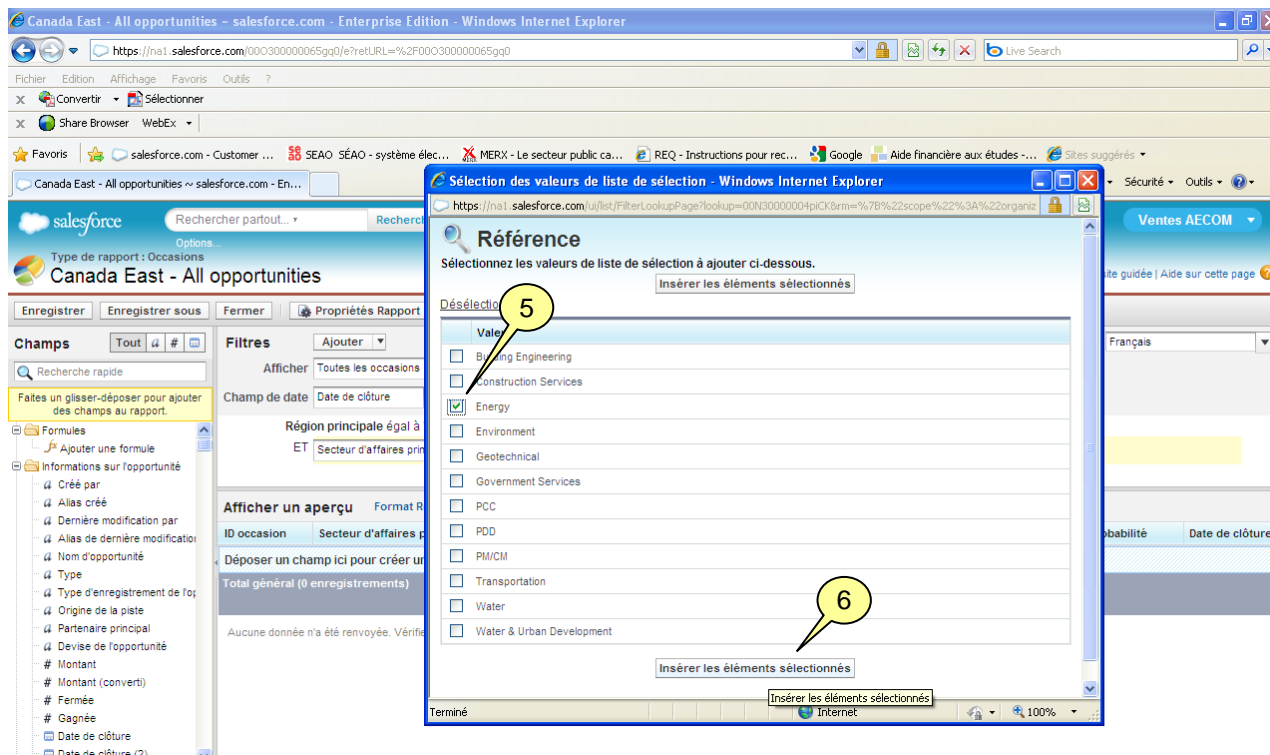 Canada East - All opportunities ~ salesforce.com - Enterprise Edition - Windows Internet Explorer
https://na1.salesforce.com/00O300000065gq0/e?retURL=%2F00O300000065gq0
Live Search
Fichier Edition Affichage Favoris Outils ?
x Convertir Sélectionner
x Share Browser WebEx
Favoris salesforce.com - Customer ... SEAO SÉAO - système élec... MERX - Le secteur public ca... REQ - Instructions pour rec... Google Aide financière aux études -... Sites suggérés
Canada East - All opportunities ~ salesforce.com - En...
Sécurité Outils
salesforce
Rechercher partout...
Options...
Ventes AECOM
Type de rapport : Occasions
Canada East - All opportunities
Aide sur cette page
Enregistrer Enregistrer sous Fermer Propriétés Rapport
Champs Tout a #
Recherche rapide
Faites un glisser-déposer pour ajouter
des champs au rapport.
Formules
fx Ajouter une formule
Informations sur l'opportunité
a Créé par
a Alias créé
a Dernière modification par
a Alias de dernière modification
a Nom d'opportunité
a Type
a Type d'enregistrement de l'op
a Origine de la piste
a Partenaire principal
a Devise de l'opportunité
# Montant
# Montant (converti)
# Fermée
# Gagnée
Date de clôture
Date de clôture (2)
Filtres Ajouter
Afficher Toutes les occasions
Champ de date Date de clôture
Région principale égal à
ET Secteur d'affaires prin
Français
Afficher un aperçu Format R
ID occasion Secteur d'affaires p
Date de clôture
Déposer un champ ici pour créer un
Total général (0 enregistrements)
Aucune donnée n'a été renvoyée. Vérifie
Sélection des valeurs de liste de sélection - Windows Internet Explorer
https://na1.salesforce.com/ui/list/FilterLookupPage?lookup=00N30000004piCK&rm=%7B%22scope%22%3A%22organiz
Référence
Sélectionnez les valeurs de liste de sélection à ajouter ci-dessous.
Insérer les éléments sélectionnés
5
Building Engineering
Construction Services
Energy
Environment
Geotechnical
Government Services
PCC
PDD
PM/CM
Transportation
Water
Water & Urban Development
6
Insérer les éléments sélectionnés
Insérer les éléments sélectionnés
Terminé Internet 100%